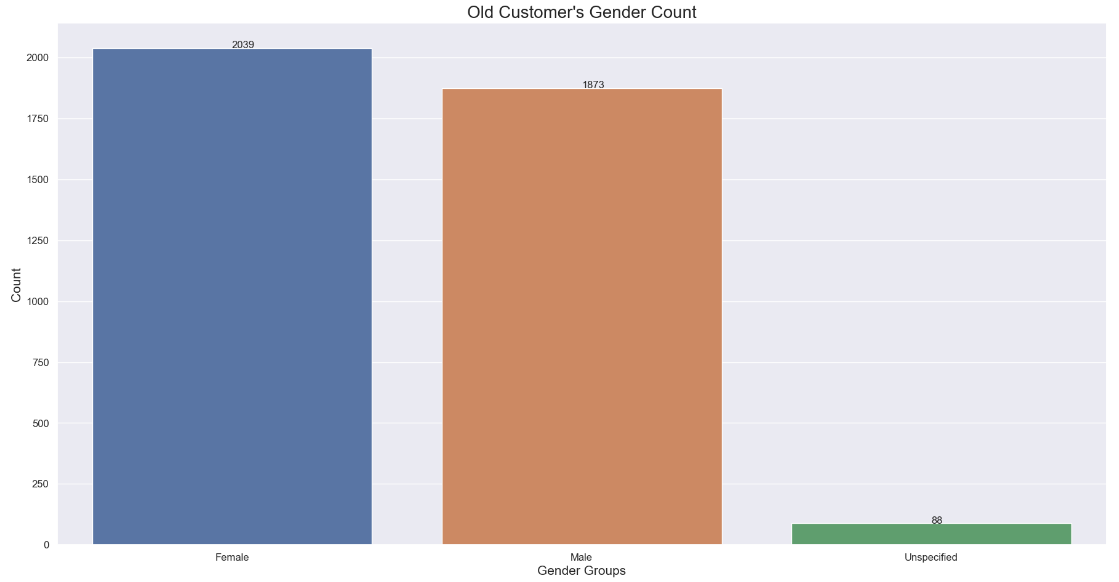 Old Customer's Gender Count
2039
1873
88
2000
1750
1500
1250
1000
750
500
250
0
Count
Female
Male
Unspecified
Gender Groups